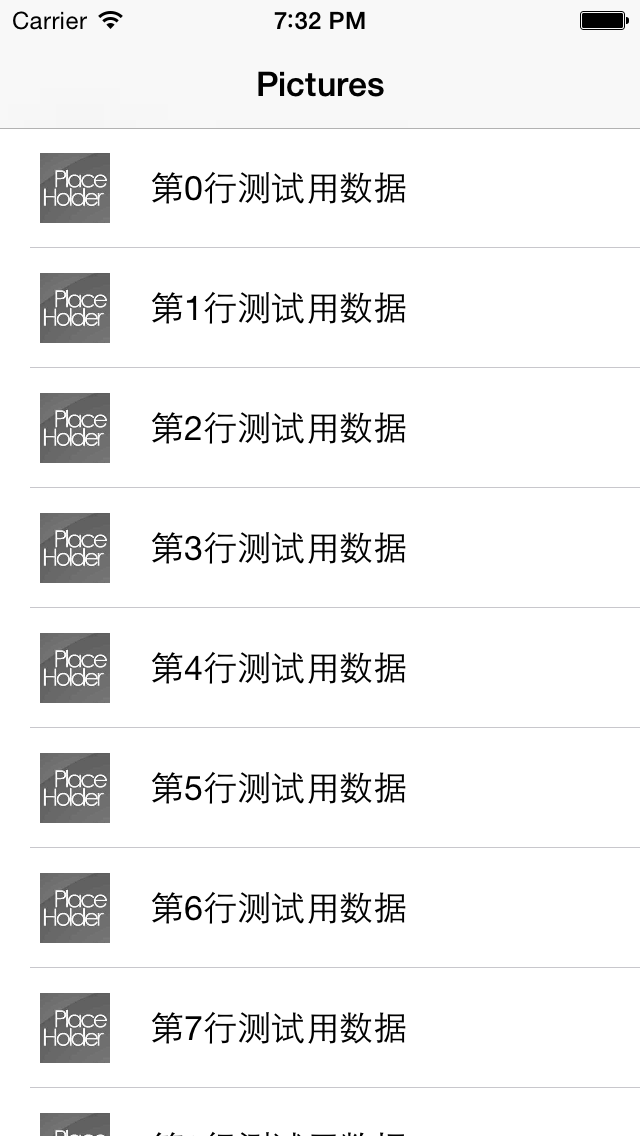 Carrier 7:32 PM
Pictures
Place
Holder
第0行测试用数据
Place
Holder
第1行测试用数据
Place
Holder
第2行测试用数据
Place
Holder
第3行测试用数据
Place
Holder
第4行测试用数据
Place
Holder
第5行测试用数据
Place
Holder
第6行测试用数据
Place
Holder
第7行测试用数据